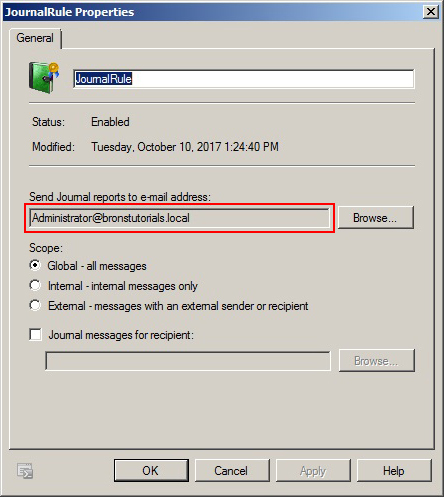 JournalRule Properties
General
JournalRule
Status: Enabled
Modified: Tuesday, October 10, 2017 1:24:40 PM
Send Journal reports to e-mail address:
Administrator@bronstutorials.local Browse...
Scope:
Global - all messages
Internal - internal messages only
External - messages with an external sender or recipient
Journal messages for recipient:
Browse...
OK Cancel Apply Help